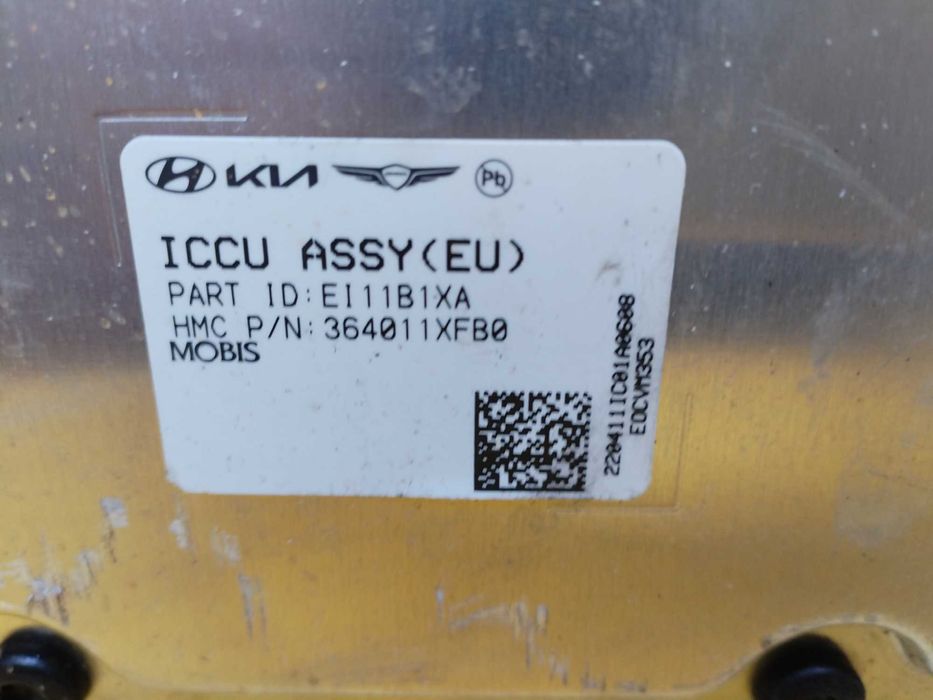 KIA
Pb
ICCU ASSY(EU)
PART ID:EI11B1XA
HMC P/N:364011XFB0
MOBIS
220411IC01A0608
EOCVM353